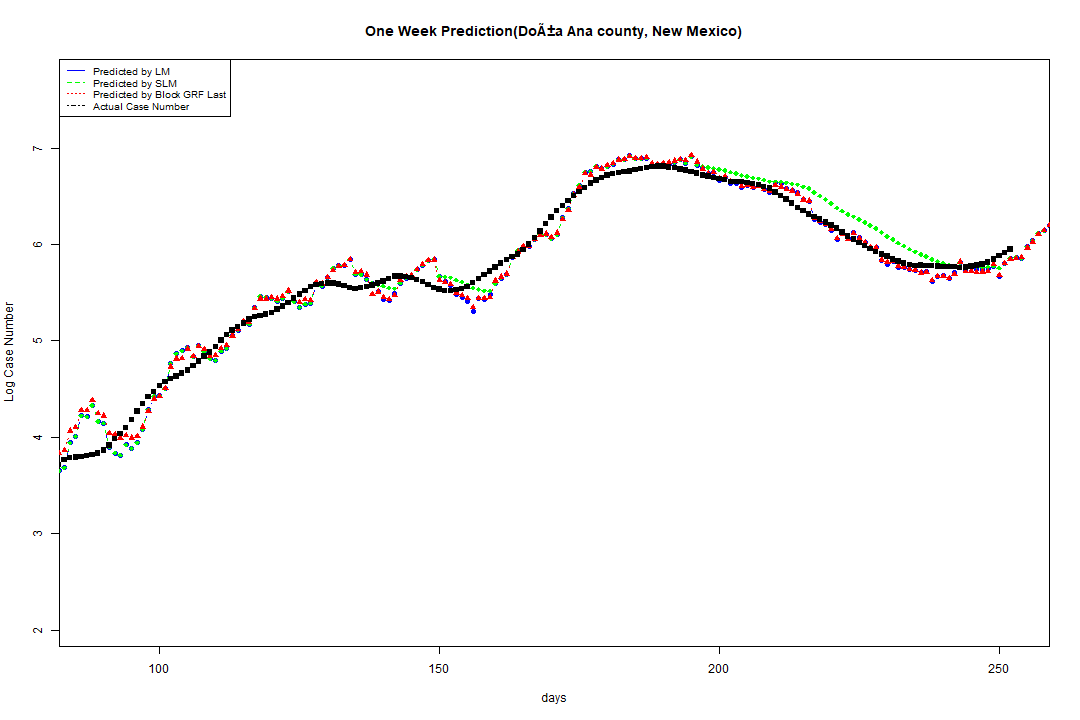 One Week Prediction(DoÃ±a Ana county, New Mexico)
Predicted by LM
Predicted by SLM
Predicted by Block GRF Last
Actual Case Number
Log Case Number
7
6
5
4
3
2
100
150
200
250
days